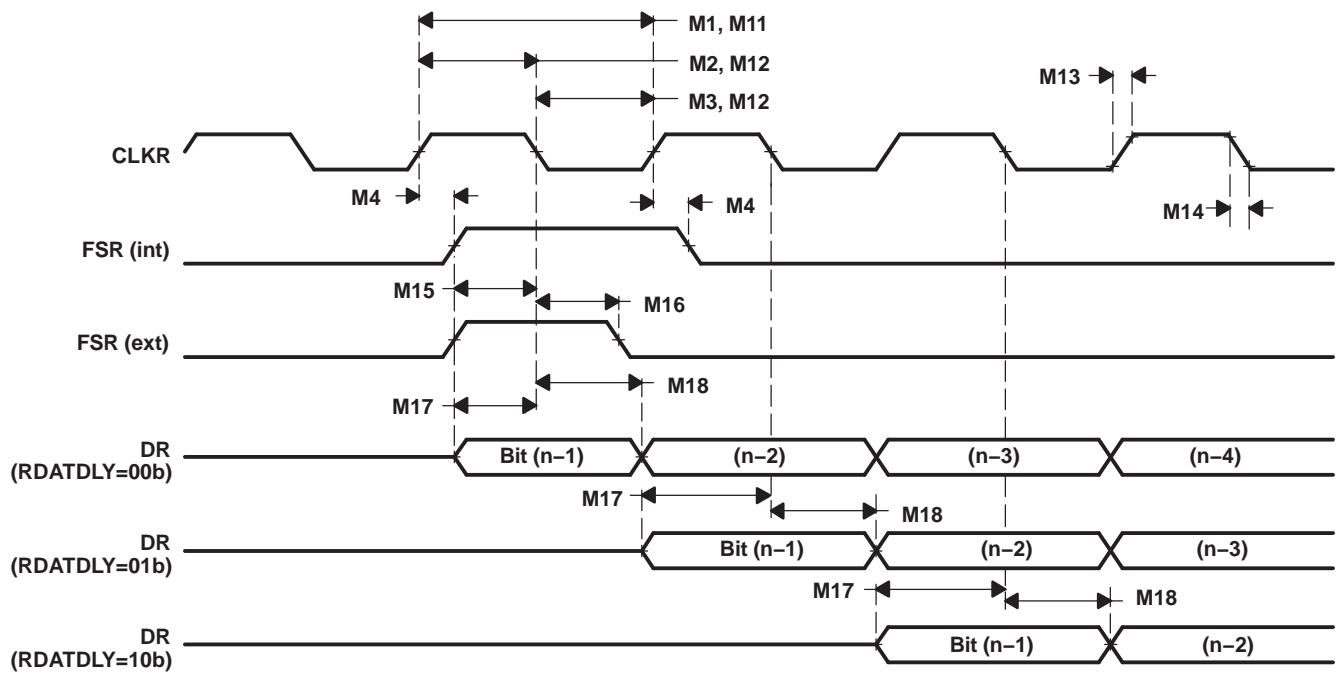 M1, M11
M2, M12
M3, M12
M13
CLKR
M4
M4
M14
FSR (int)
M15
M16
FSR (ext)
M18
M17
DR
(RDATDLY=00b)
Bit (n−1)
(n−2)
(n−3)
(n−4)
M17
M18
DR
(RDATDLY=01b)
Bit (n−1)
(n−2)
(n−3)
M17
M18
DR
(RDATDLY=10b)
Bit (n−1)
(n−2)